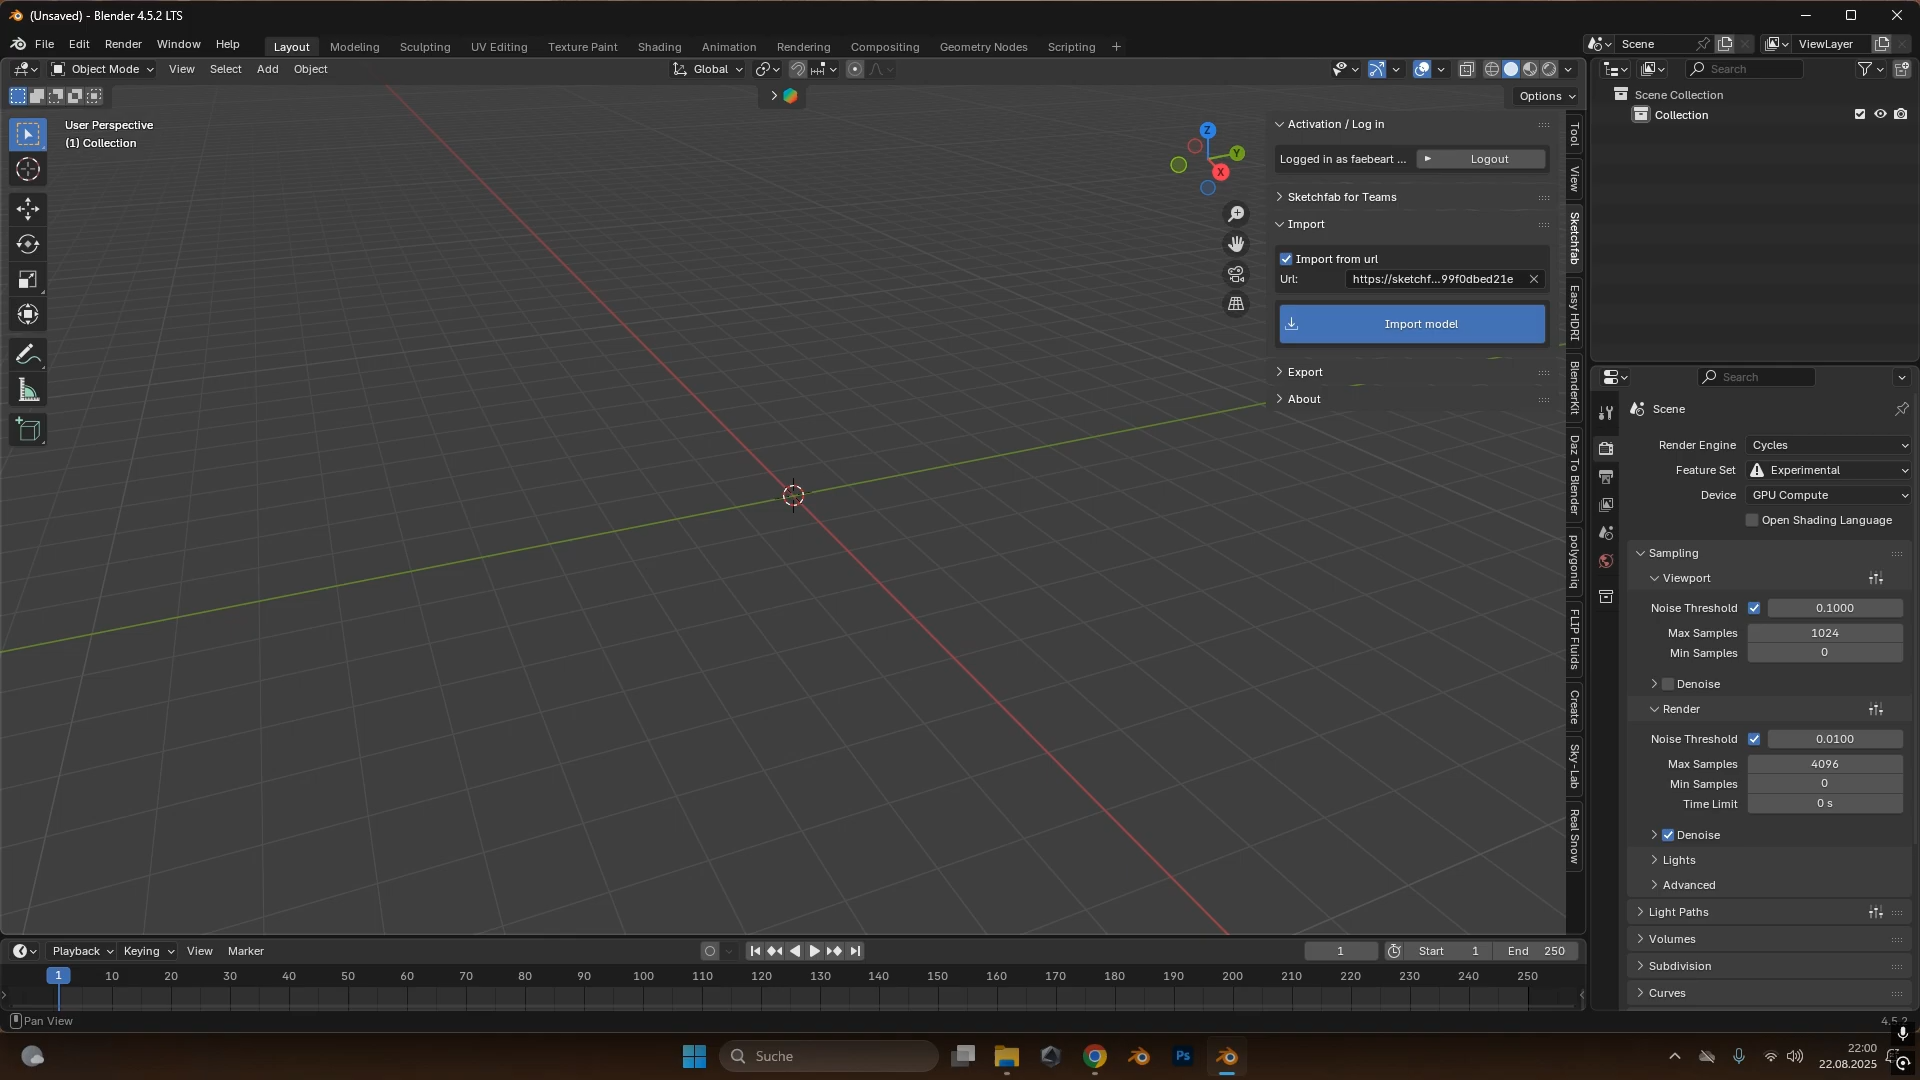 (Unsaved) - Blender 4.5.2 LTS
File Edit Render Window Help Layout Modeling Sculpting UV Editing Texture Paint Shading Animation Rendering Compositing Geometry Nodes Scripting + Scene ViewLayer
Object Mode View Select Add Object Global Search
Options
User Perspective
(1) Collection
Z
Y
X
Activation / Log in
Logged in as faebeart ... Logout
Sketchfab for Teams
Import
Import from url
Url: https://sketchf...99f0dbed21e
Import model
Export
About
Tool
View
Sketchfab
Easy HDRI
BlenderKit
Daz To Blender
polygoniq
FLIP Fluids
Create
Sky-Lab
Real Snow
Scene Collection
Collection
Search
Scene
Render Engine Cycles
Feature Set Experimental
Device GPU Compute
Open Shading Language
Sampling
Viewport
Noise Threshold 0.1000
Max Samples 1024
Min Samples 0
Denoise
Render
Noise Threshold 0.0100
Max Samples 4096
Min Samples 0
Time Limit 0 s
Denoise
Lights
Advanced
Light Paths
Volumes
Subdivision
Curves
Playback Keying View Marker 1 Start 1 End 250
1 10 20 30 40 50 60 70 80 90 100 110 120 130 140 150 160 170 180 190 200 210 220 230 240 250
Pan View
4.5.2
Suche
Ps
22:00
22.08.2025